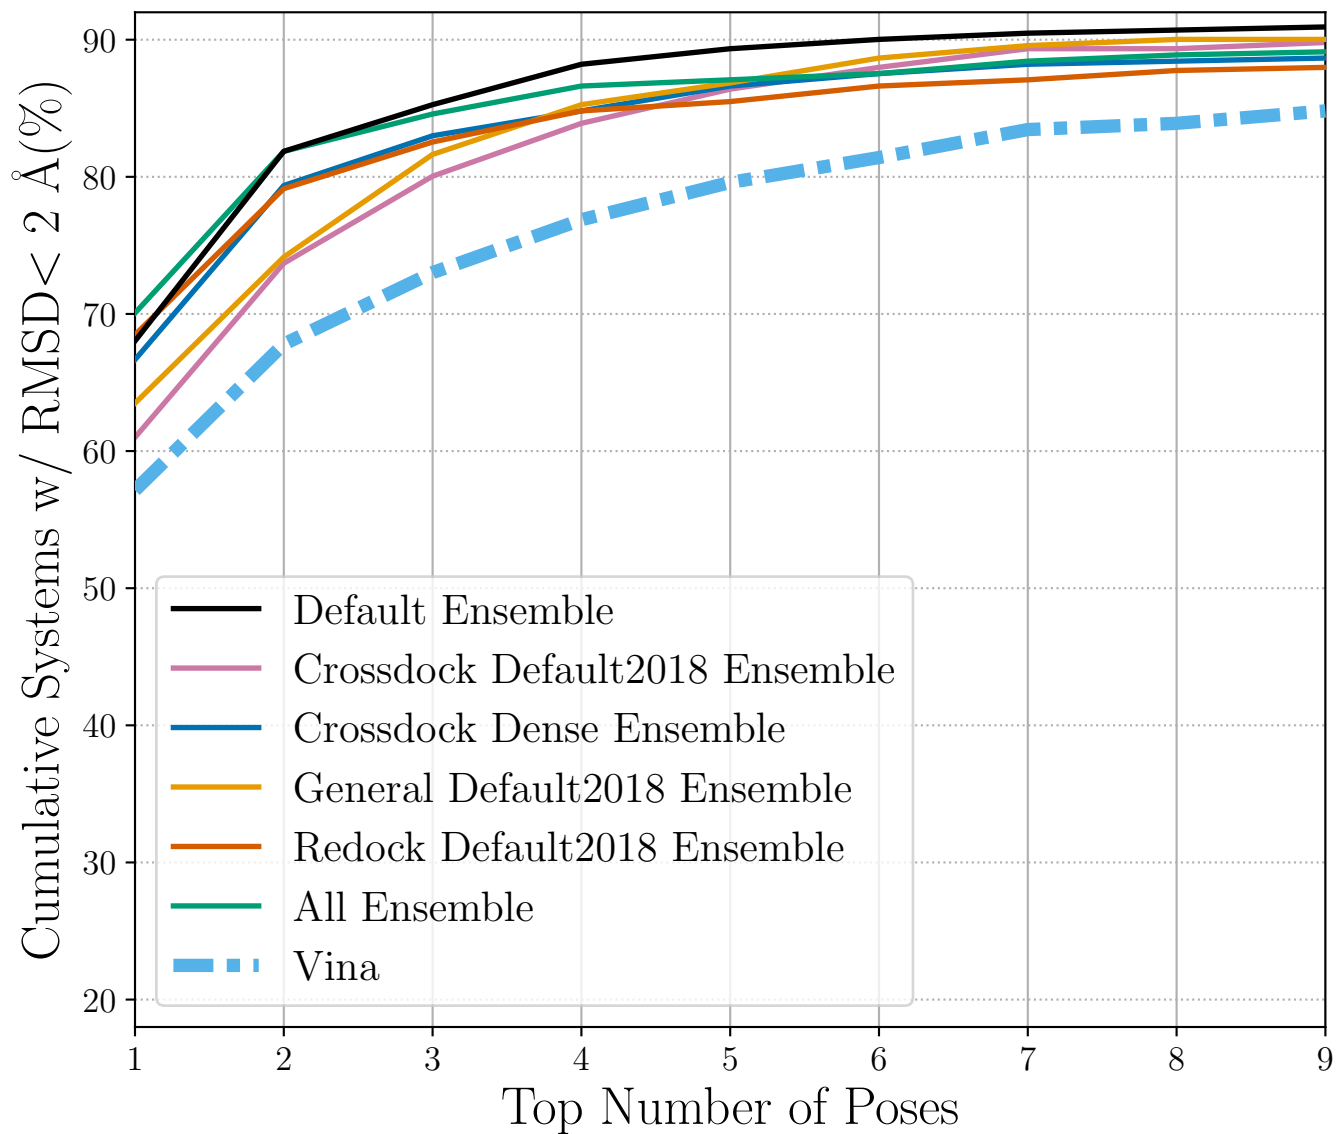 Cumulative Systems w/ RMSD< 2 Å(%)
90
80
70
60
50
40
30
20
Default Ensemble
Crossdock Default2018 Ensemble
Crossdock Dense Ensemble
General Default2018 Ensemble
Redock Default2018 Ensemble
All Ensemble
Vina
1 2 3 4 5 6 7 8 9
Top Number of Poses